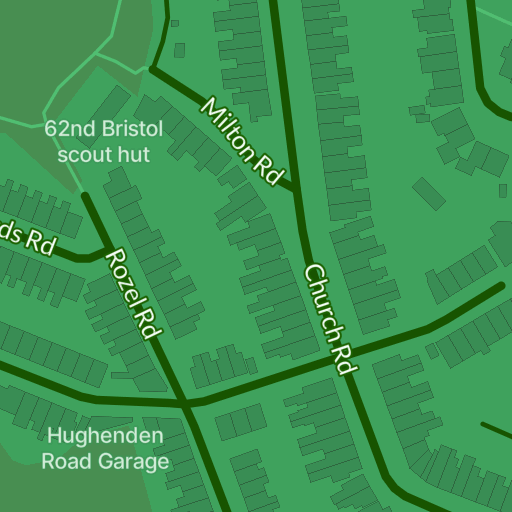 Milton Rd
62nd Bristol
scout hut
ds Rd
Rozel Rd
Church Rd
Hughenden
Road Garage